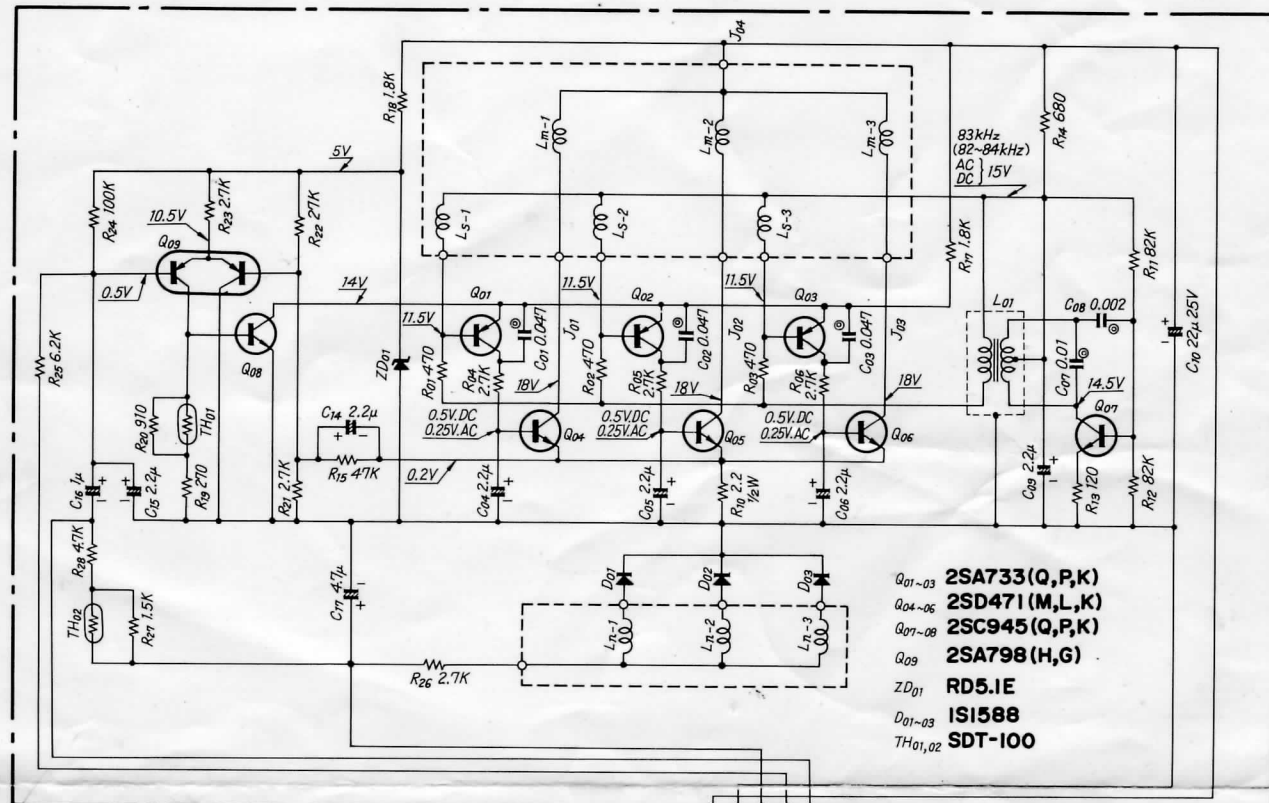 J04
R18 1.8K
Lm-1
Lm-2
Lm-3
83kHz
(82~84kHz)
AC
DC } 15V
R14 680
5V
R24 100K
10.5V
R23 2.7K
R22 27K
Ls-1
Ls-2
Ls-3
R17 1.8K
R11 82K
Q09
0.5V
14V
Q01
11.5V
Q02
11.5V
Q03
11.5V
L01
C08 0.002
C10 22μ 25V
R25 6.2K
Q08
ZD01
R01 470
R04 2.7K
C01 0.047
J01
R02 470
R05 2.7K
C02 0.047
J02
R03 470
R06 2.7K
C03 0.047
J03
C07 0.01
18V
18V
18V
14.5V
Q07
R20 910
TH01
C14 2.2μ
0.5V.DC
0.25V.AC
Q04
0.5V.DC
0.25V.AC
Q05
0.5V.DC
0.25V.AC
Q06
R15 47K
0.2V
C16 1μ
C15 2.2μ
R19 270
R21 2.7K
C04 2.2μ
C05 2.2μ
R10 2.2
½W
C06 2.2μ
C09 2.2μ
R13 120
R12 82K
R28 4.7K
TH02
R27 1.5K
C17 4.7μ
D01
D02
D03
Ln-1
Ln-2
Ln-3
R26 2.7K
Q01~03 2SA733(Q,P,K)
Q04~06 2SD471(M,L,K)
Q07~08 2SC945(Q,P,K)
Q09 2SA798(H,G)
ZD01 RD5.1E
D01~03 1S1588
TH01,02 SDT-100